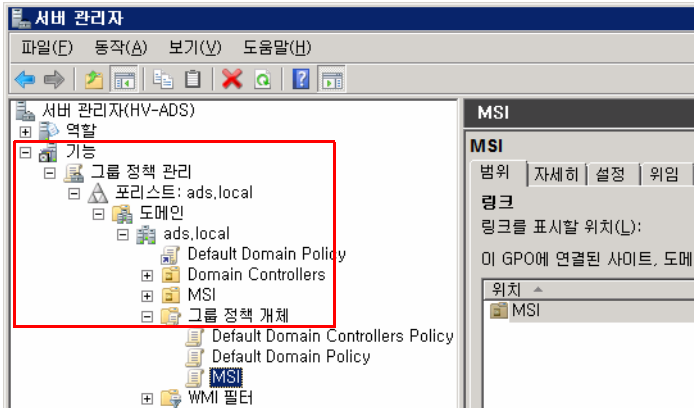 서버 관리자
파일(F) 동작(A) 보기(V) 도움말(H)
서버 관리자(HV-ADS)
역할
기능
그룹 정책 관리
포리스트: ads.local
도메인
ads.local
Default Domain Policy
Domain Controllers
MSI
그룹 정책 개체
Default Domain Controllers Policy
Default Domain Policy
MSI
WMI 필터
MSI
MSI
범위 자세히 설정 위임
링크
링크를 표시할 위치(L):
이 GPO에 연결된 사이트, 도메
위치
MSI